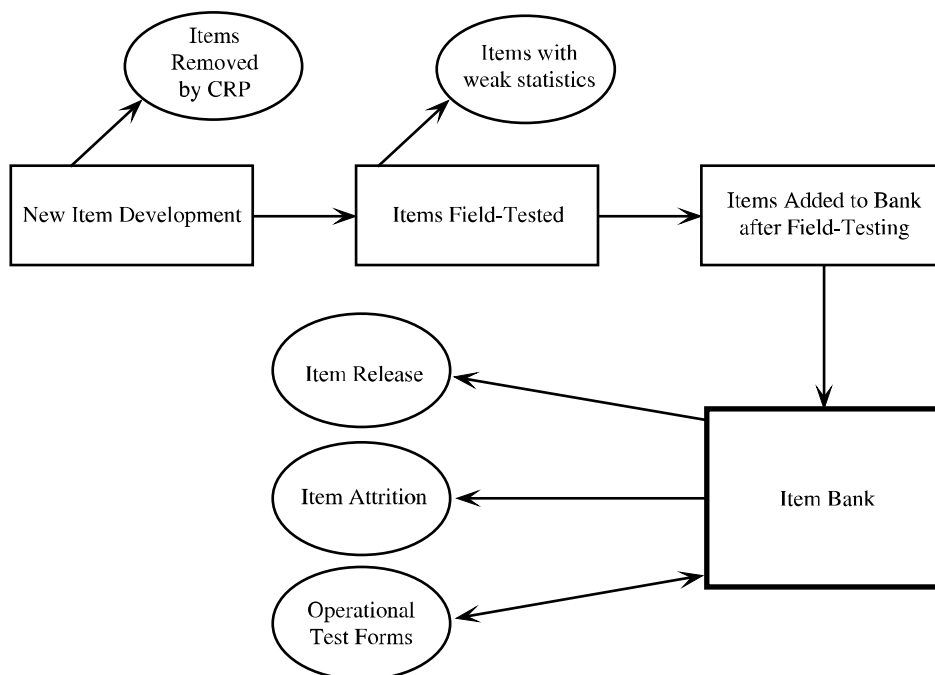 Items
Removed
by CRP
Items with
weak statistics
New Item Development
Items Field-Tested
Items Added to Bank
after Field-Testing
Item Release
Item Attrition
Item Bank
Operational
Test Forms